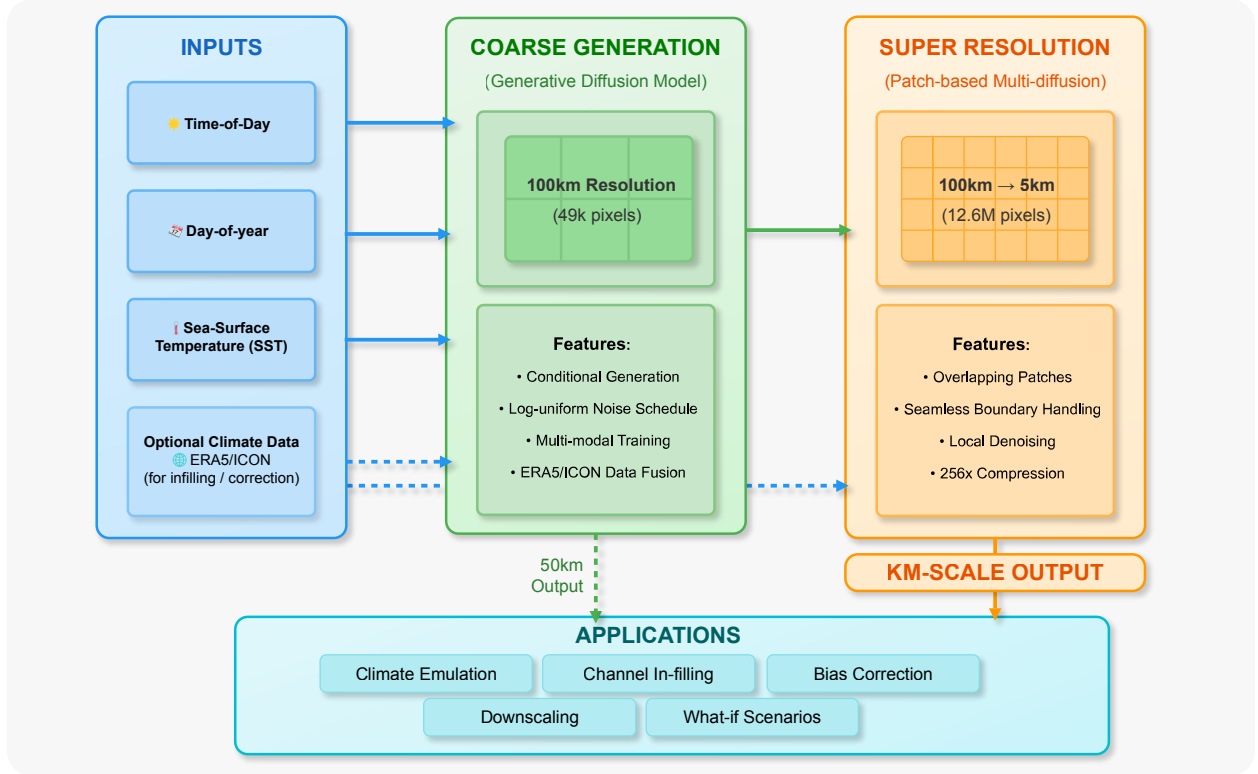 INPUTS
Time-of-Day
Day-of-year
Sea-Surface
Temperature (SST)
Optional Climate Data
ERA5/ICON
(for infilling / correction)
COARSE GENERATION
(Generative Diffusion Model)
100km Resolution
(49k pixels)
Features:
• Conditional Generation
• Log-uniform Noise Schedule
• Multi-modal Training
• ERA5/ICON Data Fusion
SUPER RESOLUTION
(Patch-based Multi-diffusion)
100km → 5km
(12.6M pixels)
Features:
• Overlapping Patches
• Seamless Boundary Handling
• Local Denoising
• 256x Compression
50km
Output
KM-SCALE OUTPUT
APPLICATIONS
Climate Emulation
Channel In-filling
Bias Correction
Downscaling
What-if Scenarios